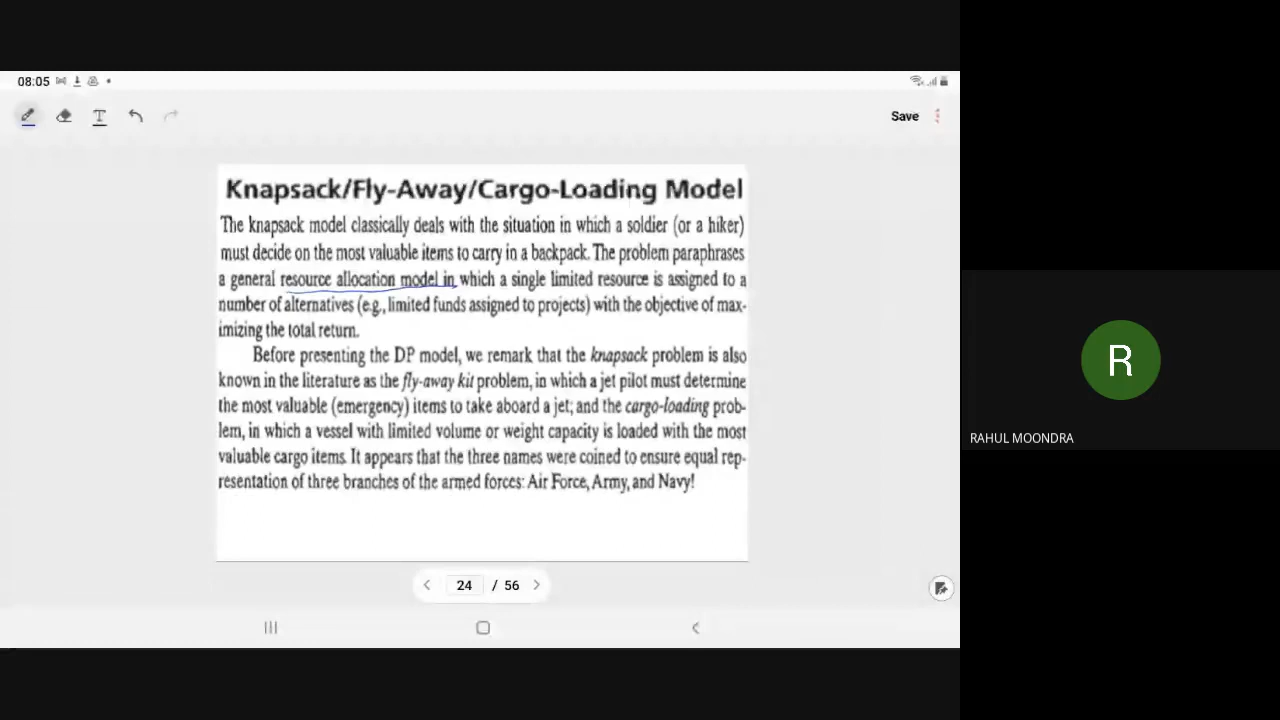 08:05
Save
Knapsack/Fly-Away/Cargo-Loading Model
The knapsack model classically deals with the situation in which a soldier (or a hiker)
must decide on the most valuable items to carry in a backpack. The problem paraphrases
a general resource allocation model in which a single limited resource is assigned to a
number of alternatives (e.g., limited funds assigned to projects) with the objective of max-
imizing the total return.
Before presenting the DP model, we remark that the knapsack problem is also
known in the literature as the fly-away kit problem, in which a jet pilot must determine
the most valuable (emergency) items to take aboard a jet; and the cargo-loading prob-
lem, in which a vessel with limited volume or weight capacity is loaded with the most
valuable cargo items. It appears that the three names were coined to ensure equal rep-
resentation of three branches of the armed forces: Air Force, Army, and Navy!
24 / 56
R
RAHUL MOONDRA